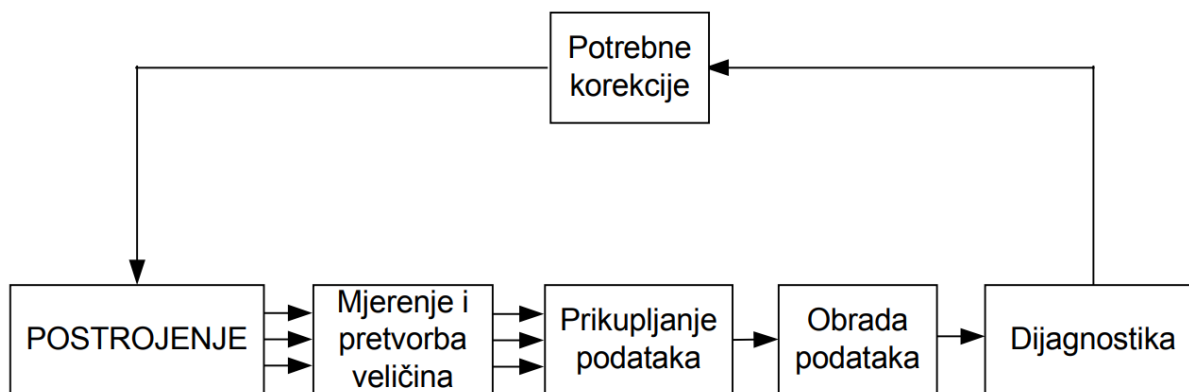 Potrebne
korekcije
POSTROJENJE
Mjerenje i
pretvorba
veličina
Prikupljanje
podataka
Obrada
podataka
Dijagnostika